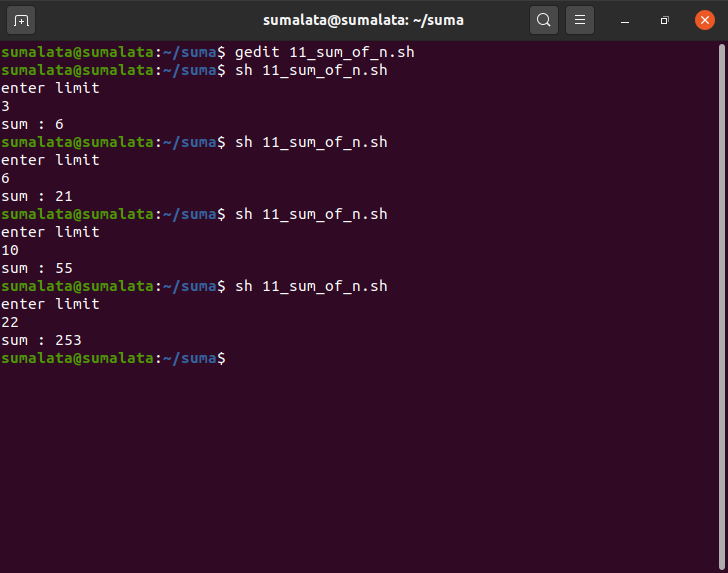 sumalata@sumalata: ~/suma
sumalata@sumalata:~/suma$ gedit 11_sum_of_n.sh
sumalata@sumalata:~/suma$ sh 11_sum_of_n.sh
enter limit
3
sum : 6
sumalata@sumalata:~/suma$ sh 11_sum_of_n.sh
enter limit
6
sum : 21
sumalata@sumalata:~/suma$ sh 11_sum_of_n.sh
enter limit
10
sum : 55
sumalata@sumalata:~/suma$ sh 11_sum_of_n.sh
enter limit
22
sum : 253
sumalata@sumalata:~/suma$